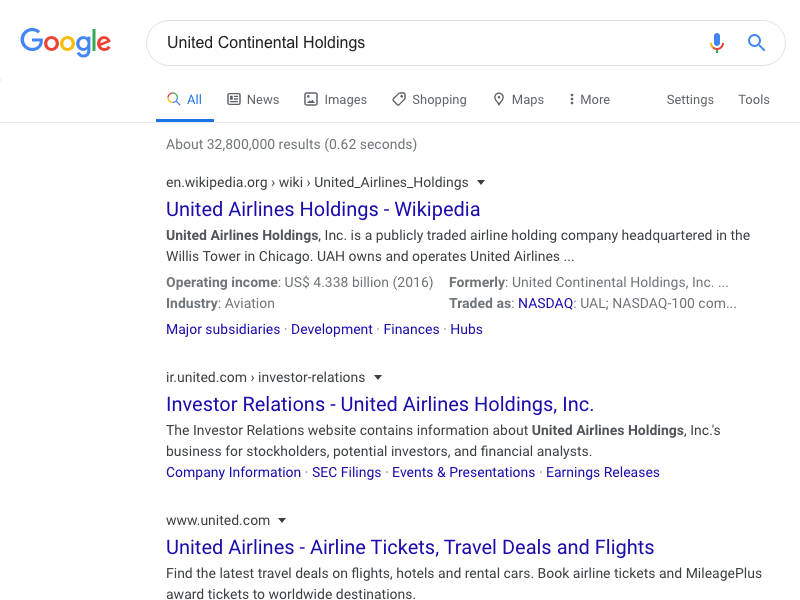 Google
United Continental Holdings
All News Images Shopping Maps More Settings Tools
About 32,800,000 results (0.62 seconds)
en.wikipedia.org › wiki › United_Airlines_Holdings
United Airlines Holdings - Wikipedia
United Airlines Holdings, Inc. is a publicly traded airline holding company headquartered in the
Willis Tower in Chicago. UAH owns and operates United Airlines ...
Operating income: US$ 4.338 billion (2016) Formerly: United Continental Holdings, Inc. ...
Industry: Aviation Traded as: NASDAQ: UAL; NASDAQ-100 com...
Major subsidiaries · Development · Finances · Hubs
ir.united.com › investor-relations
Investor Relations - United Airlines Holdings, Inc.
The Investor Relations website contains information about United Airlines Holdings, Inc.'s
business for stockholders, potential investors, and financial analysts.
Company Information · SEC Filings · Events & Presentations · Earnings Releases
www.united.com
United Airlines - Airline Tickets, Travel Deals and Flights
Find the latest travel deals on flights, hotels and rental cars. Book airline tickets and MileagePlus
award tickets to worldwide destinations.